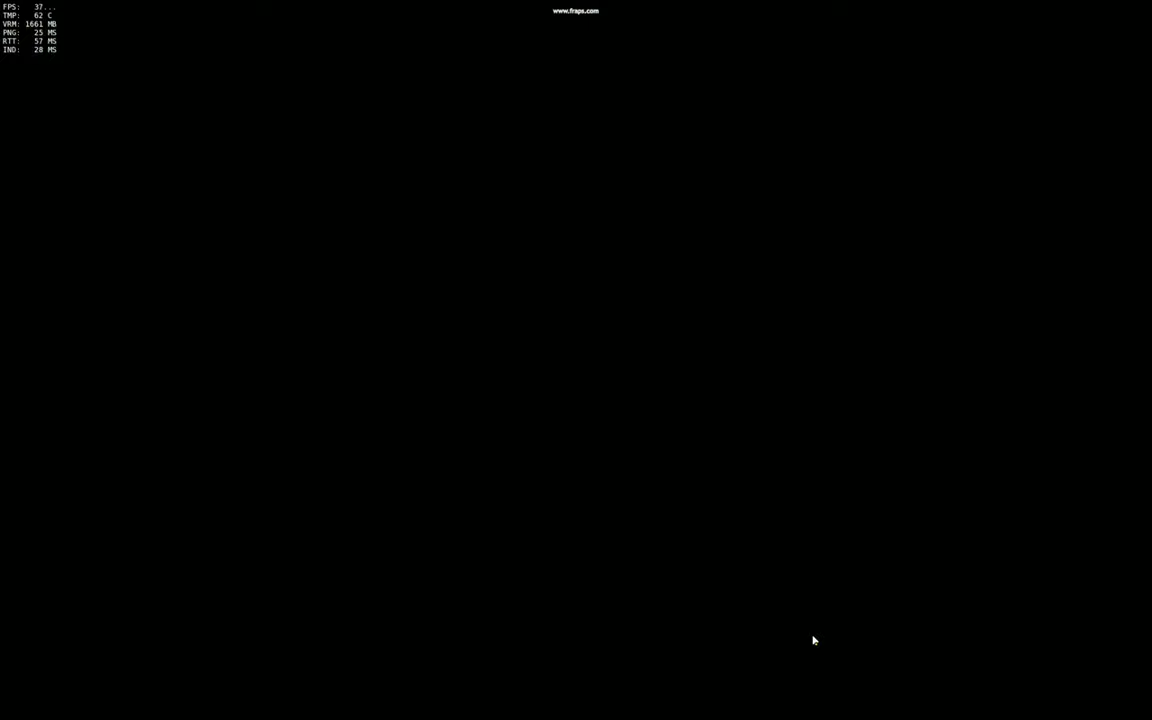 FPS: 37...
TMP: 62 C
VRM: 1661 MB
PNG: 25 MS
RTT: 57 MS
IND: 28 MS
www.fraps.com